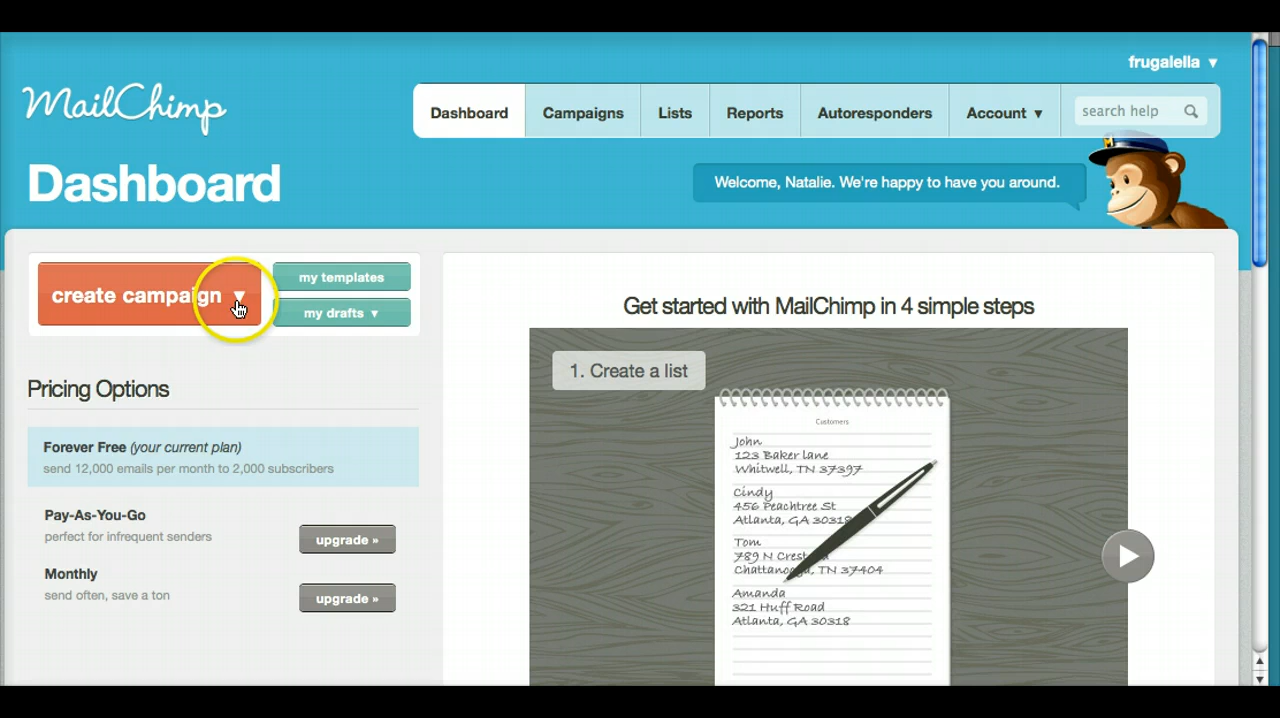 frugalella ▼
MailChimp
Dashboard
Campaigns
Lists
Reports
Autoresponders
Account ▼
search help
Dashboard
Welcome, Natalie. We're happy to have you around.
create campaign ▼
my templates
my drafts ▼
Pricing Options
Forever Free (your current plan)
send 12,000 emails per month to 2,000 subscribers
Pay-As-You-Go
perfect for infrequent senders
upgrade »
Monthly
send often, save a ton
upgrade »
Get started with MailChimp in 4 simple steps
1. Create a list
Customers
John
123 Baker lane
Whitwell, TN 37397
Cindy
456 Peachtree St
Atlanta, GA 30318
Tom
789 N
Chattanooga, TN 37404
Amanda
321 Huff Road
Atlanta, GA 30318